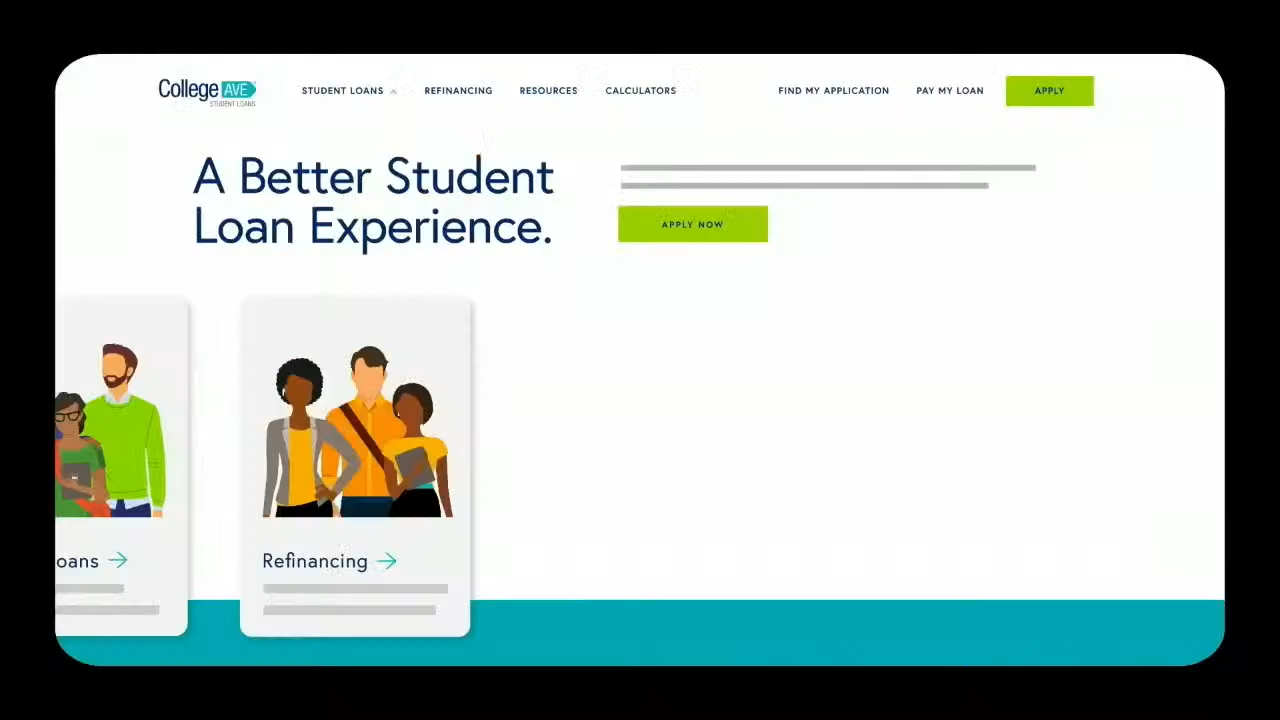 College AVE
STUDENT LOANS
STUDENT LOANS
REFINANCING
RESOURCES
CALCULATORS
FIND MY APPLICATION
PAY MY LOAN
APPLY
A Better Student
Loan Experience.
APPLY NOW
oans →
Refinancing →